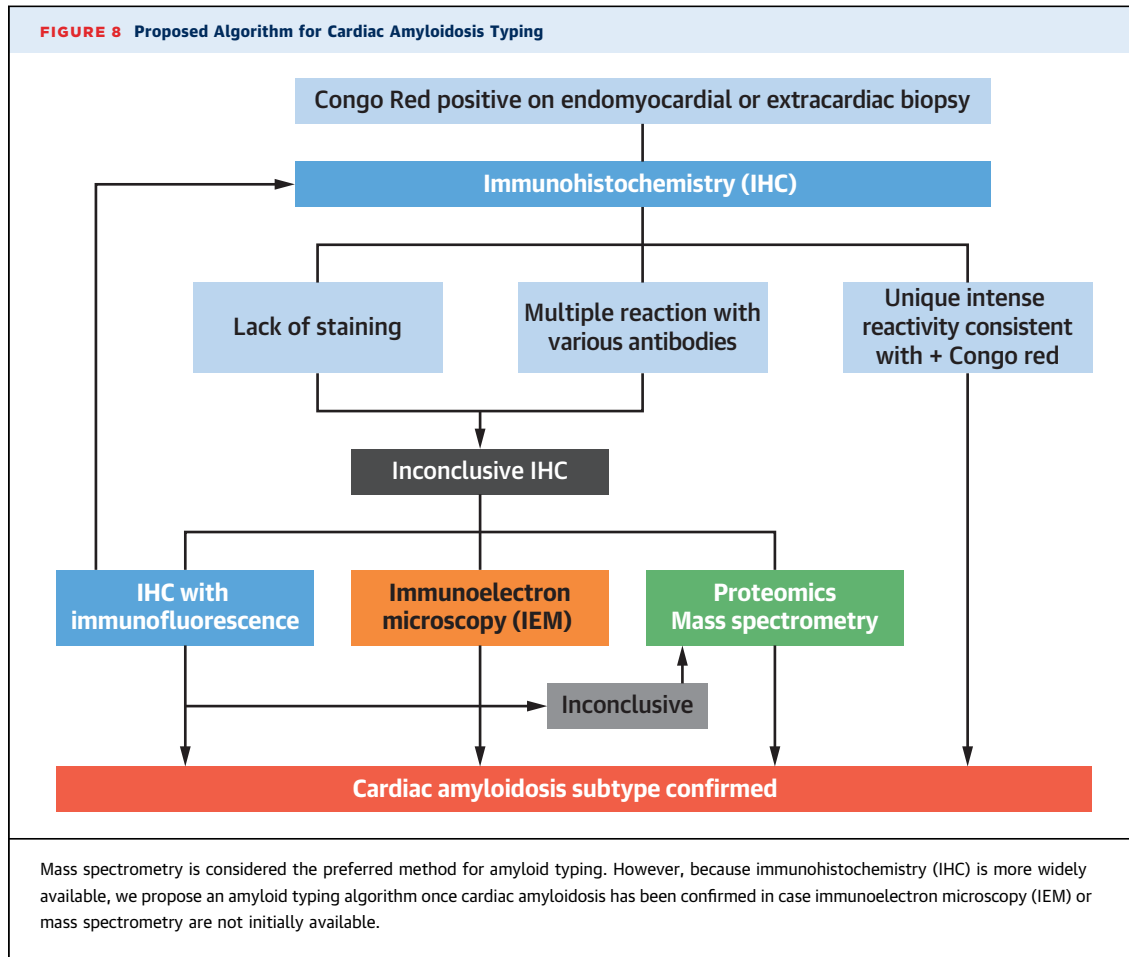 FIGURE 8 Proposed Algorithm for Cardiac Amyloidosis Typing
Congo Red positive on endomyocardial or extracardiac biopsy
Immunohistochemistry (IHC)
Lack of staining
Multiple reaction with
various antibodies
Unique intense
reactivity consistent
with + Congo red
Inconclusive IHC
IHC with
immunofluorescence
Immunoelectron
microscopy (IEM)
Proteomics
Mass spectrometry
Inconclusive
Cardiac amyloidosis subtype confirmed
Mass spectrometry is considered the preferred method for amyloid typing. However, because immunohistochemistry (IHC) is more widely
available, we propose an amyloid typing algorithm once cardiac amyloidosis has been confirmed in case immunoelectron microscopy (IEM) or
mass spectrometry are not initially available.